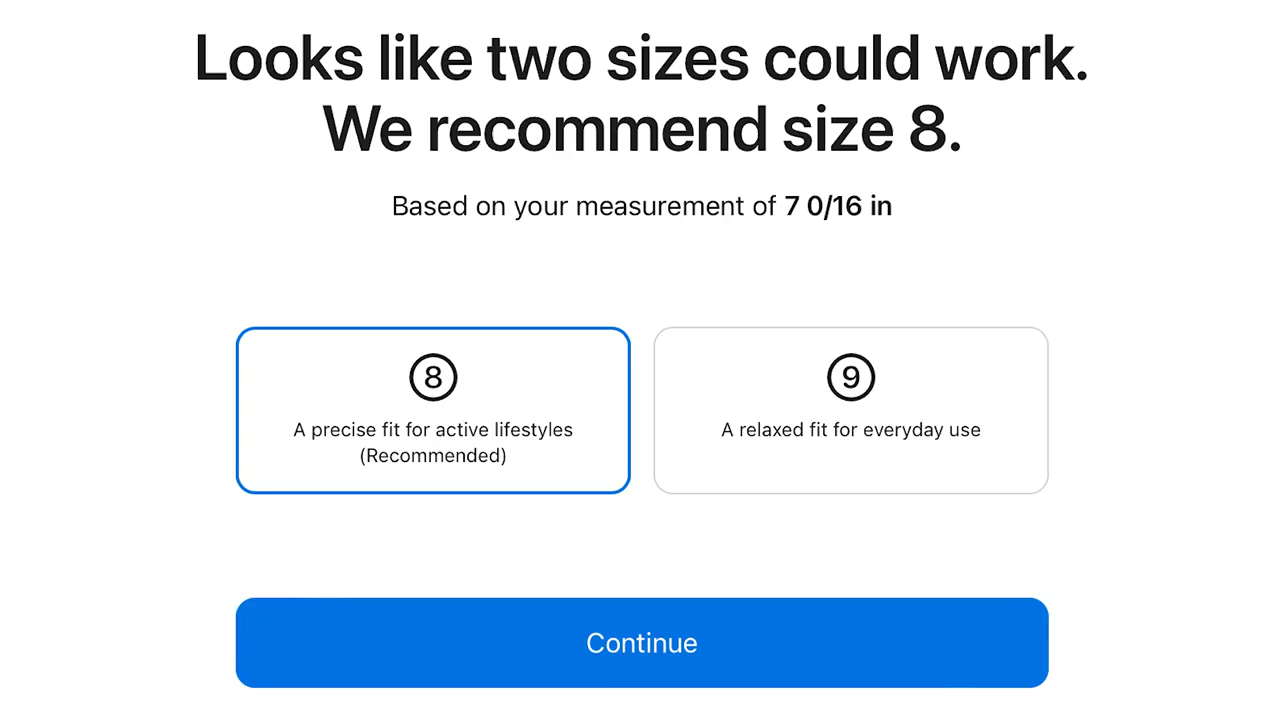 Looks like two sizes could work.
We recommend size 8.
Based on your measurement of 7 0/16 in
8
A precise fit for active lifestyles
(Recommended)
9
A relaxed fit for everyday use
Continue